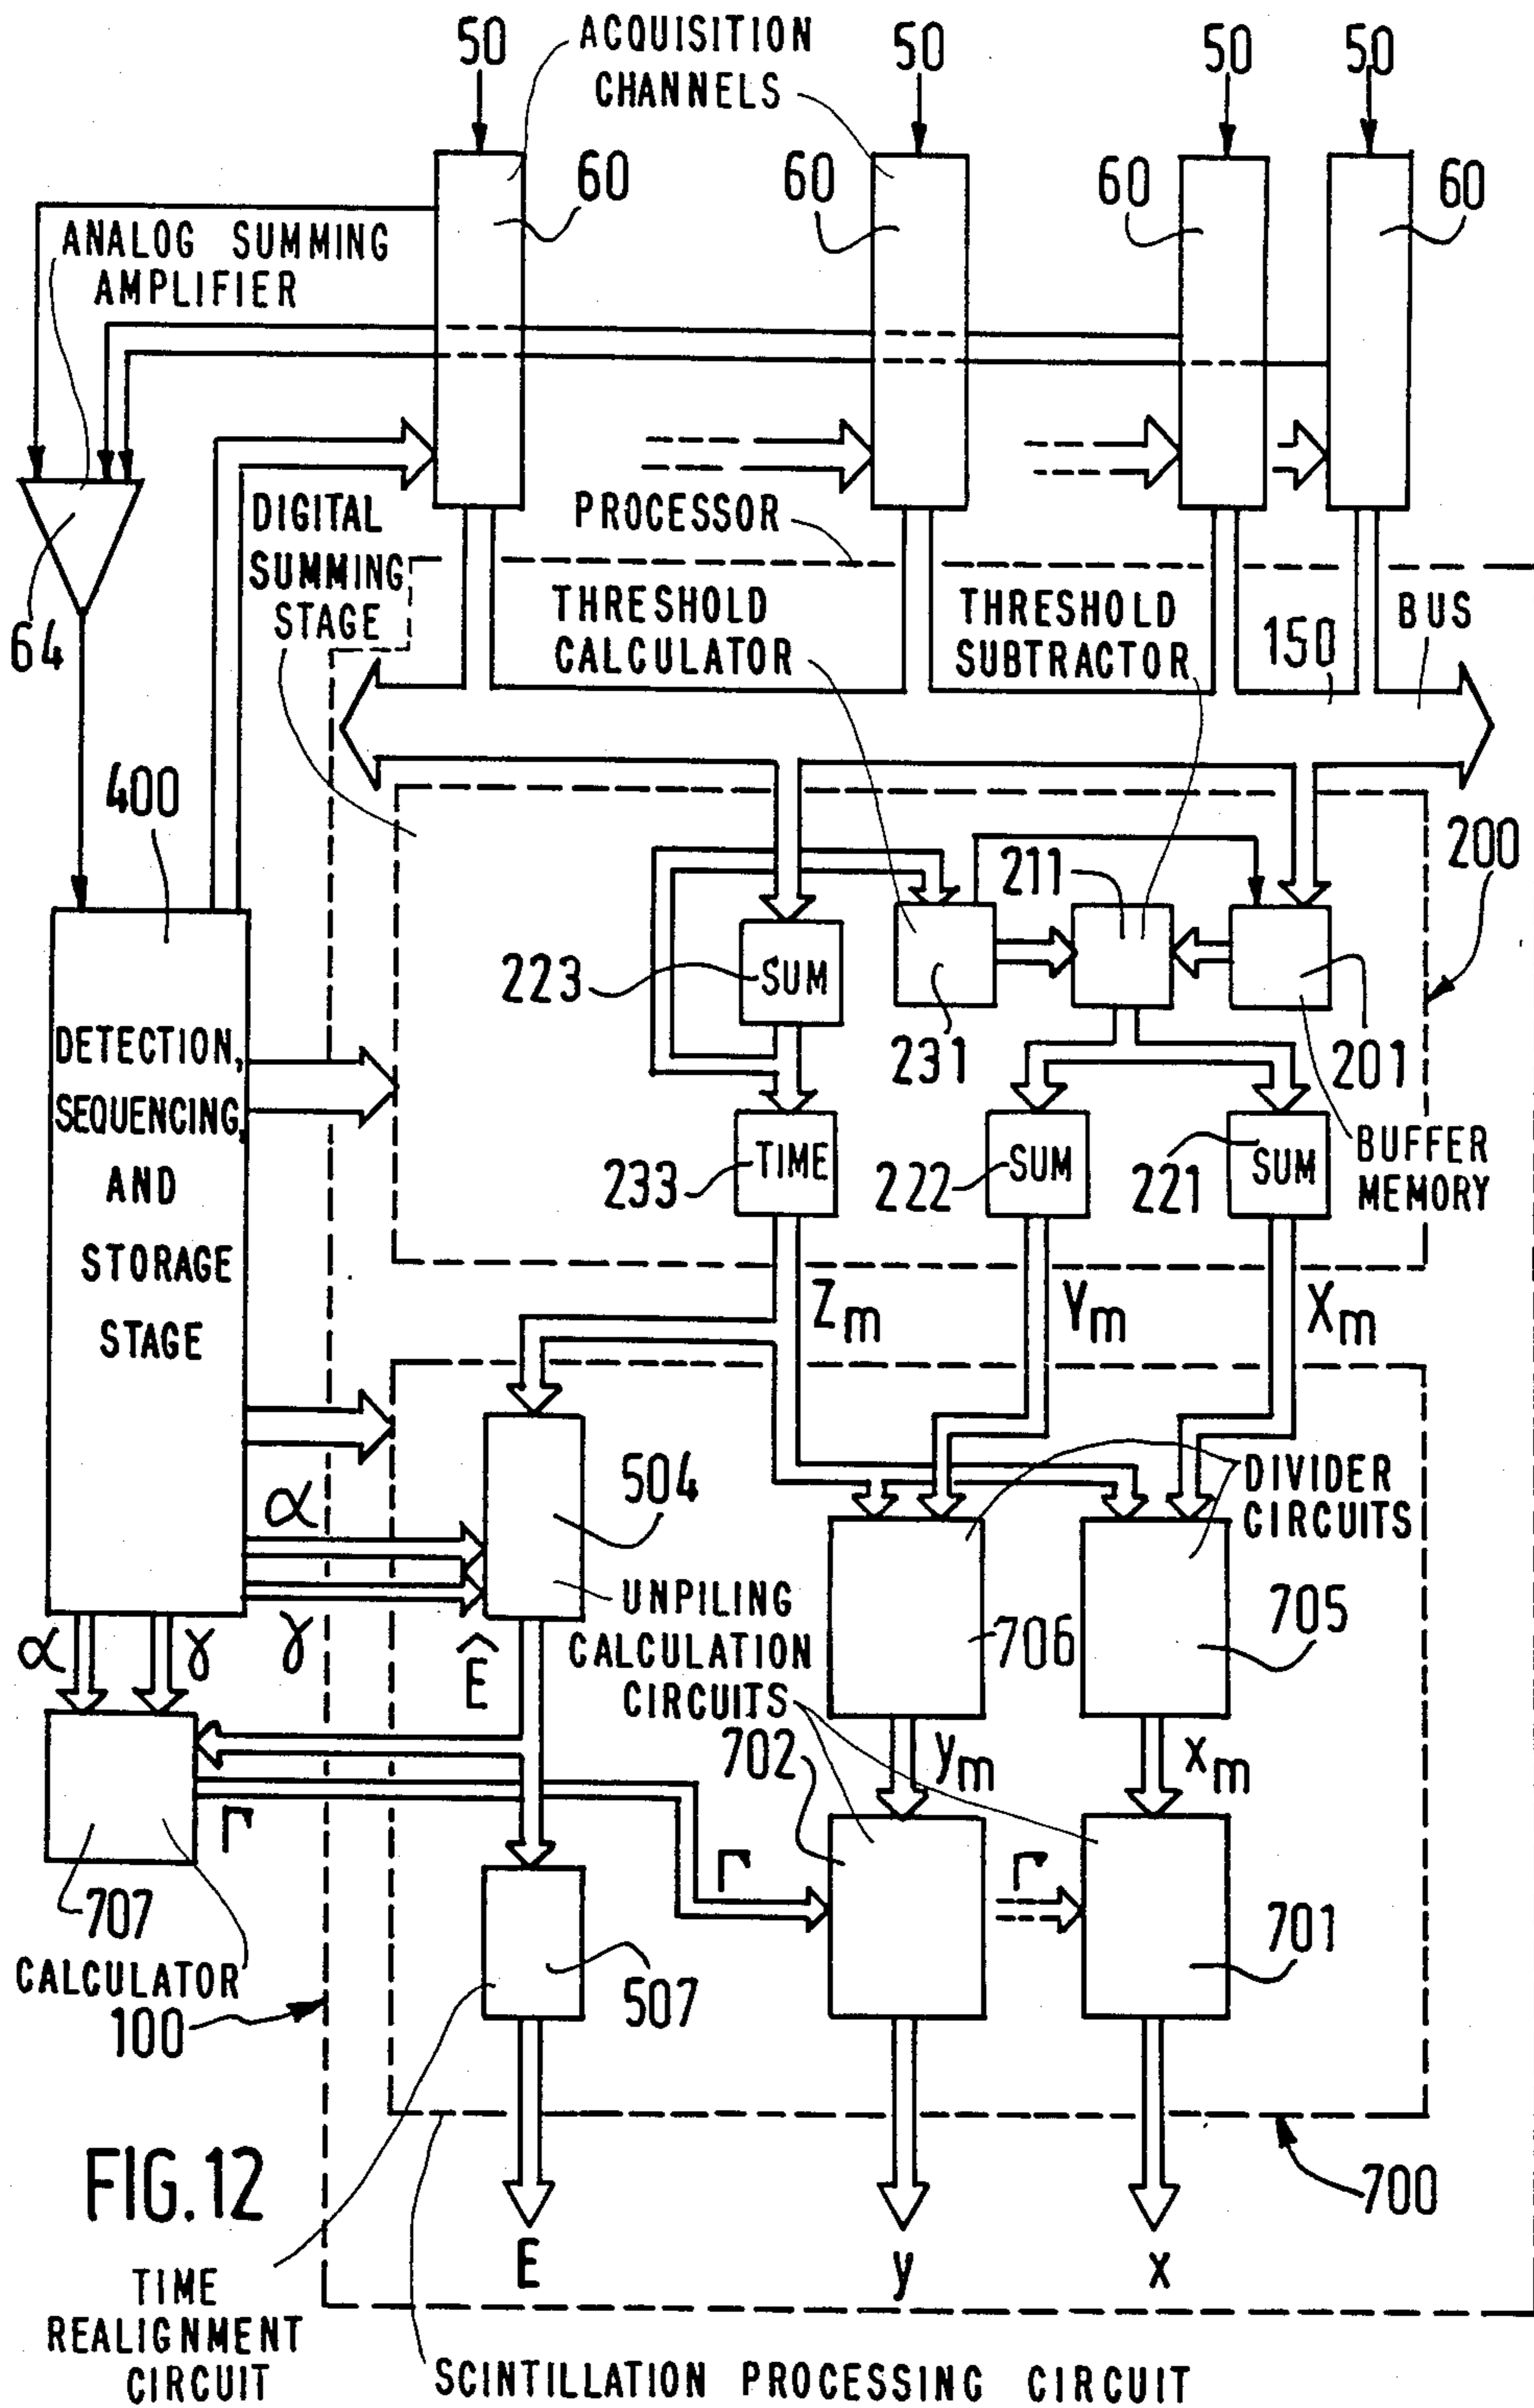 50
ACQUISITION
CHANNELS
50
50
50
60
60
60
60
ANALOG SUMMING
AMPLIFIER
64
DIGITAL
SUMMING
STAGE
PROCESSOR
THRESHOLD
CALCULATOR
THRESHOLD
SUBTRACTOR
150
BUS
400
200
211
223
SUM
231
201
DETECTION,
SEQUENCING,
AND
STORAGE
STAGE
233
TIME
222
SUM
221
SUM
BUFFER
MEMORY
Zm
Ym
Xm
504
DIVIDER
CIRCUITS
α
γ
α
γ
Ê
UNPILING
CALCULATION
CIRCUITS
706
705
702
ym
xm
Γ
Γ
Γ
707
CALCULATOR
100
507
701
FIG.12
700
E
y
x
TIME
REALIGNMENT
CIRCUIT
SCINTILLATION PROCESSING CIRCUIT